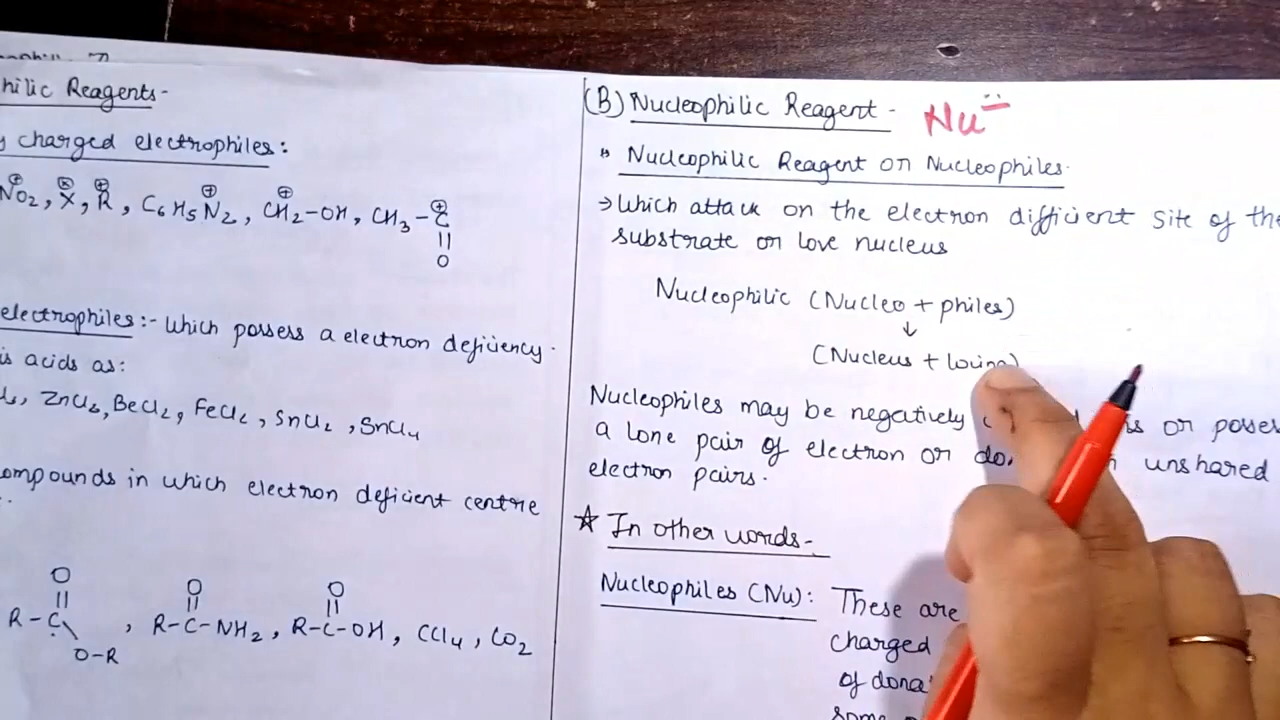 hilic Reagents-
y charged electrophiles:
NO2, X, R, C6H5N2, CH2-OH, CH3-C
O
electrophiles:- Which possess a electron deficiency.
is acids as:
BeCl2, FeCl2, SnCl2, SnCl4
ompounds in which electron deficient centre
O O O
R-C , R-C-NH2, R-C-OH, CCl4, CO2
O-R
(B) Nucleophilic Reagent- Nu
Nucleophilic Reagent or Nucleophiles.
→ Which attack on the electron difficient site of the
substrate or love nucleus
Nucleophilic (Nucleo + philes)
↓
(Nucleus + loving)
Nucleophiles may be negatively or posses
a lone pair of electron or unshared
electron pairs.
☆ In other words-
Nucleophiles (Nu): These are
charged
of dona
some